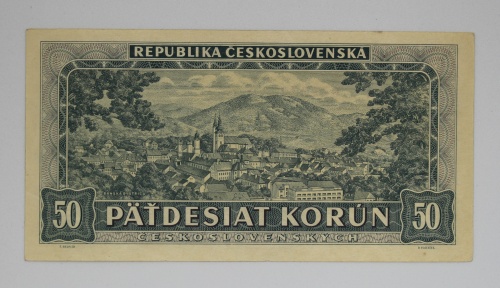 REPUBLIKA ČESKOSLOVENSKÁ
50 PÄŤDESIAT KORÚN 50
ČESKOSLOVENSKÝCH